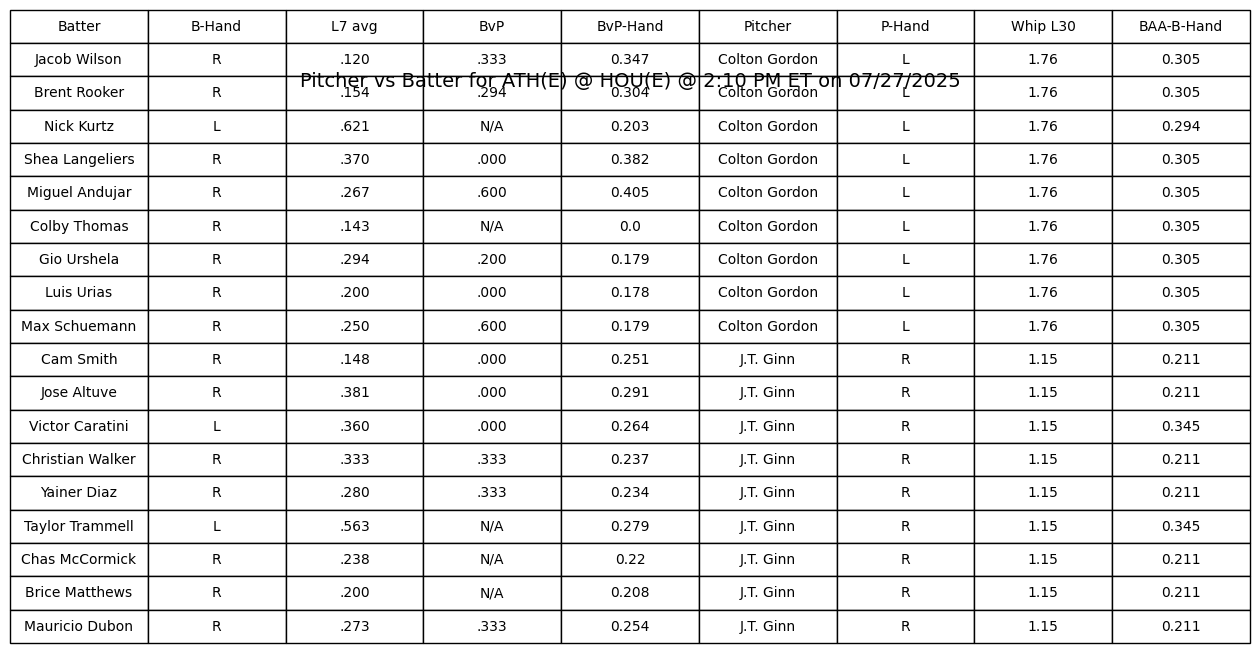 Batter B-Hand L7 avg BvP BvP-Hand Pitcher P-Hand Whip L30 BAA-B-Hand
Jacob Wilson R .120 .333 0.347 Colton Gordon L 1.76 0.305
Pitcher vs Batter for ATH(E) @ HOU(E) @ 2:10 PM ET on 07/27/2025
Brent Rooker R .154 .294 0.304 Colton Gordon L 1.76 0.305
Nick Kurtz L .621 N/A 0.203 Colton Gordon L 1.76 0.294
Shea Langeliers R .370 .000 0.382 Colton Gordon L 1.76 0.305
Miguel Andujar R .267 .600 0.405 Colton Gordon L 1.76 0.305
Colby Thomas R .143 N/A 0.0 Colton Gordon L 1.76 0.305
Gio Urshela R .294 .200 0.179 Colton Gordon L 1.76 0.305
Luis Urias R .200 .000 0.178 Colton Gordon L 1.76 0.305
Max Schuemann R .250 .600 0.179 Colton Gordon L 1.76 0.305
Cam Smith R .148 .000 0.251 J.T. Ginn R 1.15 0.211
Jose Altuve R .381 .000 0.291 J.T. Ginn R 1.15 0.211
Victor Caratini L .360 .000 0.264 J.T. Ginn R 1.15 0.345
Christian Walker R .333 .333 0.237 J.T. Ginn R 1.15 0.211
Yainer Diaz R .280 .333 0.234 J.T. Ginn R 1.15 0.211
Taylor Trammell L .563 N/A 0.279 J.T. Ginn R 1.15 0.345
Chas McCormick R .238 N/A 0.22 J.T. Ginn R 1.15 0.211
Brice Matthews R .200 N/A 0.208 J.T. Ginn R 1.15 0.211
Mauricio Dubon R .273 .333 0.254 J.T. Ginn R 1.15 0.211